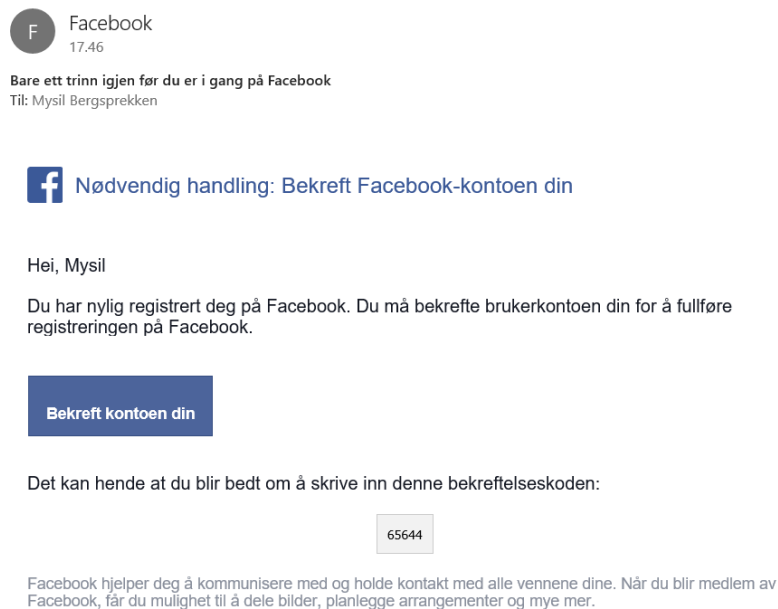 F
Facebook
17.46
Bare ett trinn igjen før du er i gang på Facebook
Til: Mysil Bergsprekken
f
Nødvendig handling: Bekreft Facebook-kontoen din
Hei, Mysil
Du har nylig registrert deg på Facebook. Du må bekrefte brukerkontoen din for å fullføre
registreringen på Facebook.
Bekreft kontoen din
Det kan hende at du blir bedt om å skrive inn denne bekreftelseskoden:
65644
Facebook hjelper deg å kommunisere med og holde kontakt med alle vennene dine. Når du blir medlem av
Facebook, får du mulighet til å dele bilder, planlegge arrangementer og mye mer.